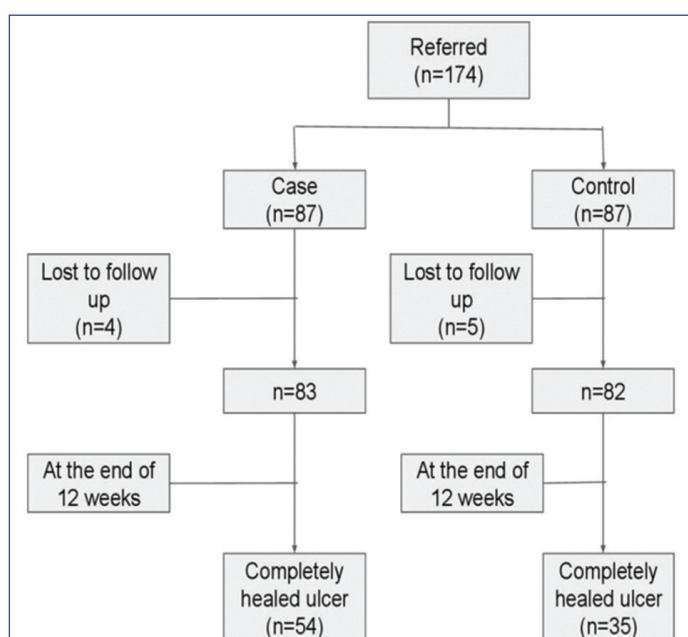 Referred
(n=174)
Case
(n=87)
Control
(n=87)
Lost to follow
up
(n=4)
Lost to follow
up
(n=5)
n=83
n=82
At the end of
12 weeks
At the end of
12 weeks
Completely
healed ulcer
(n=54)
Completely
healed ulcer
(n=35)